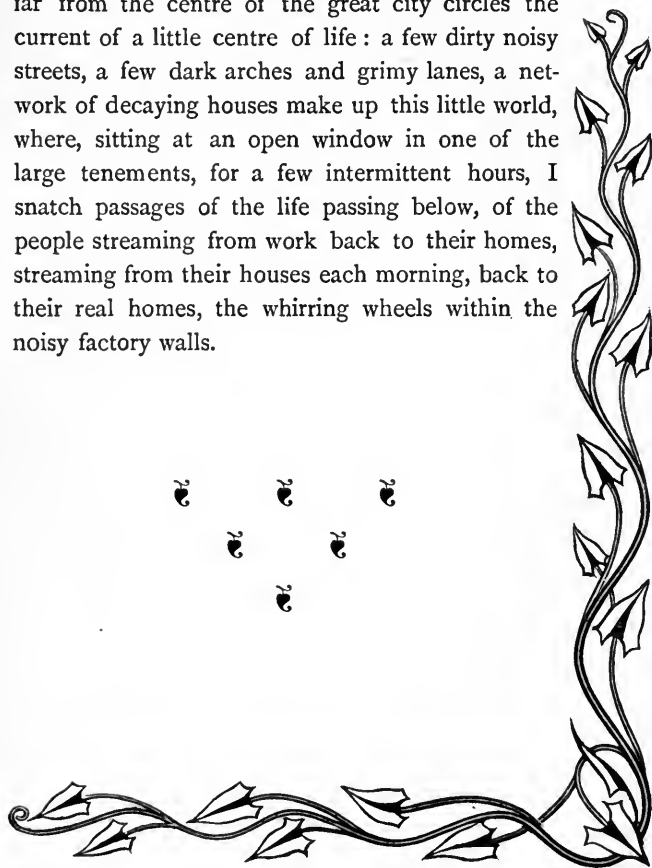 far from the centre of the great city circles the
current of a little centre of life : a few dirty noisy
streets, a few dark arches and grimy lanes, a net-
work of decaying houses make up this little world,
where, sitting at an open window in one of the
large tenements, for a few intermittent hours, I
snatch passages of the life passing below, of the
people streaming from work back to their homes,
streaming from their houses each morning, back to
their real homes, the whirring wheels within the
noisy factory walls.